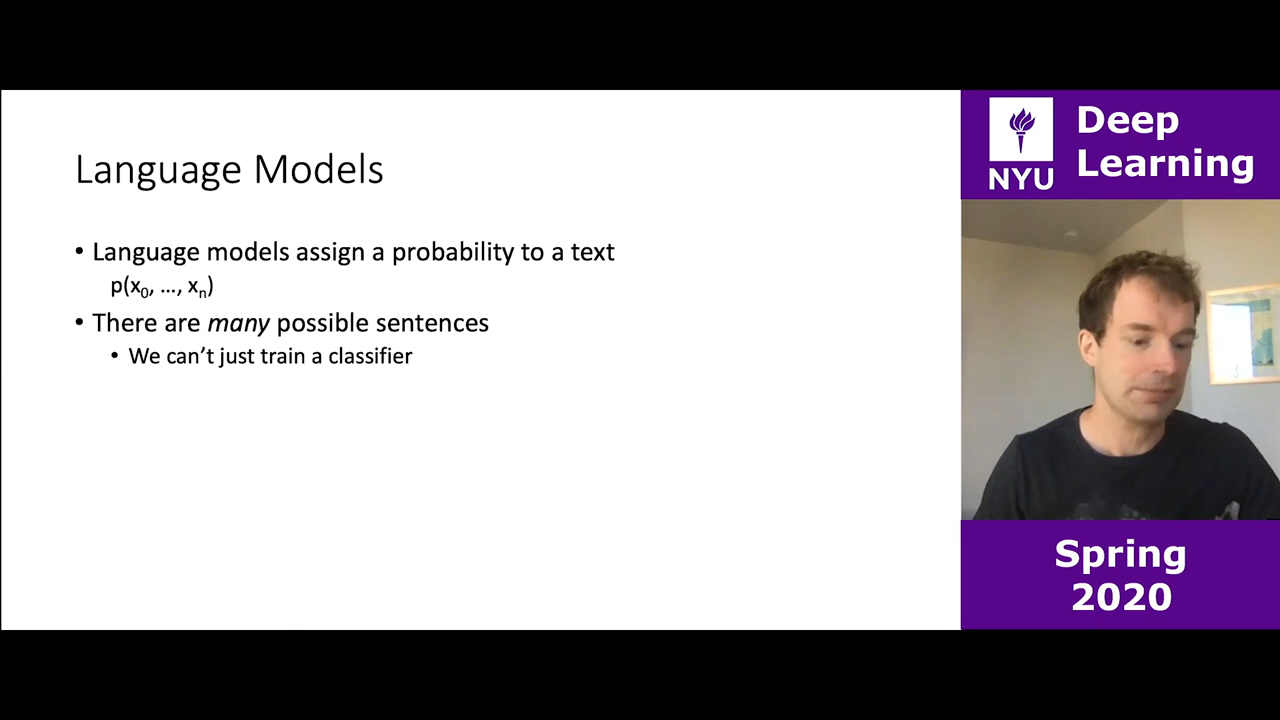 Language Models
• Language models assign a probability to a text
p(x₀, ..., xₙ)
• There are many possible sentences
• We can’t just train a classifier
NYU
Deep
Learning
Spring
2020